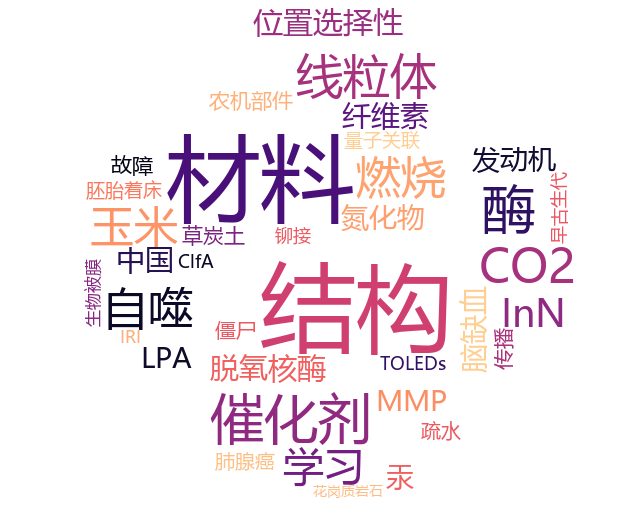 位置选择性
线粒体
农机部件
纤维素
量子关联
故障
材料
燃烧
发动机
胚胎着床
酶
早古生代
玉米
氮化物
草炭土
铆接
中国
ClfA
CO2
生物被膜
自噬
结构
InN
脑缺血
传播
IRI
僵尸
LPA
脱氧核酶
TOLEDs
催化剂
MMP
疏水
肺腺癌
学习
汞
花岗质岩石